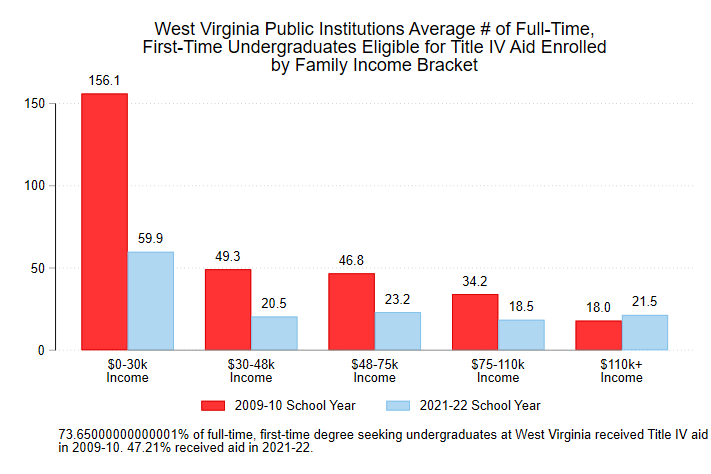 West Virginia Public Institutions Average # of Full-Time,
First-Time Undergraduates Eligible for Title IV Aid Enrolled
by Family Income Bracket
156.1
59.9
49.3
20.5
46.8
23.2
34.2
18.5
18.0
21.5
150
100
50
0
$0-30k
Income
$30-48k
Income
$48-75k
Income
$75-110k
Income
$110k+
Income
2009-10 School Year
2021-22 School Year
73.65000000000001% of full-time, first-time degree seeking undergraduates at West Virginia received Title IV aid
in 2009-10. 47.21% received aid in 2021-22.